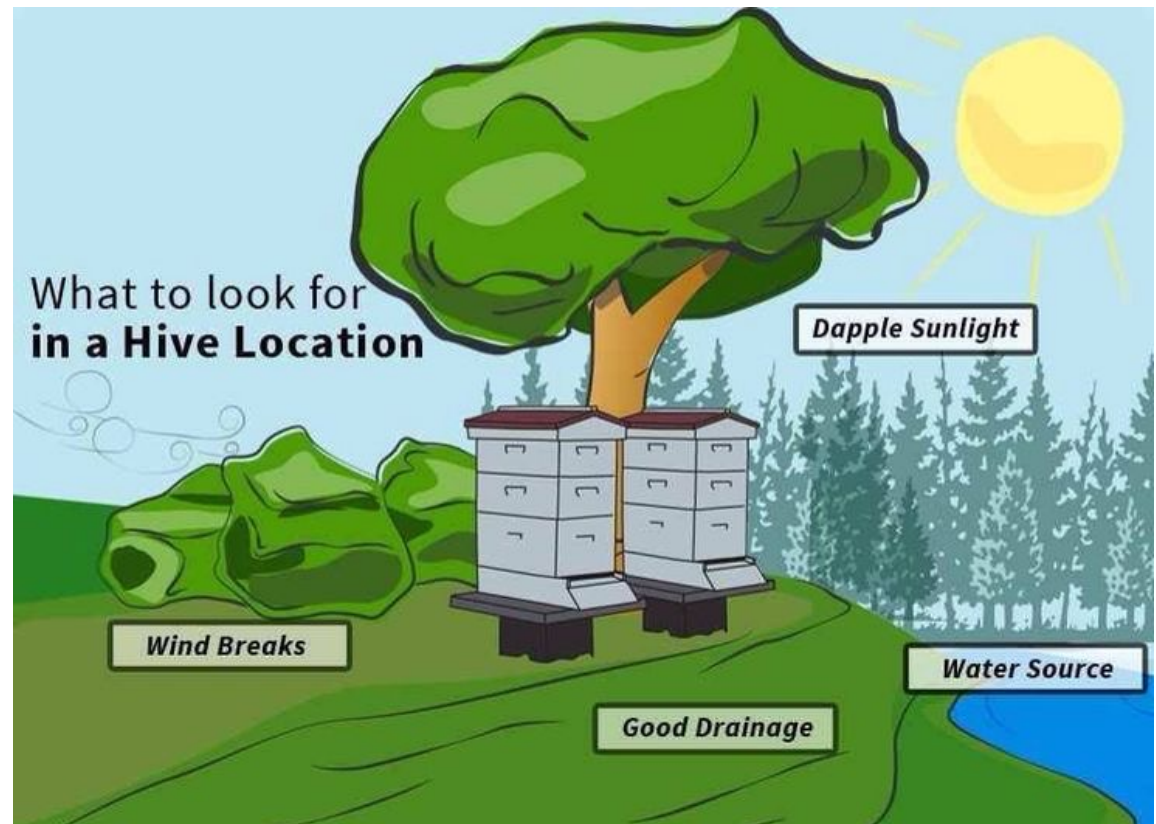 What to look for
in a Hive Location
Dapple Sunlight
Wind Breaks
Water Source
Good Drainage